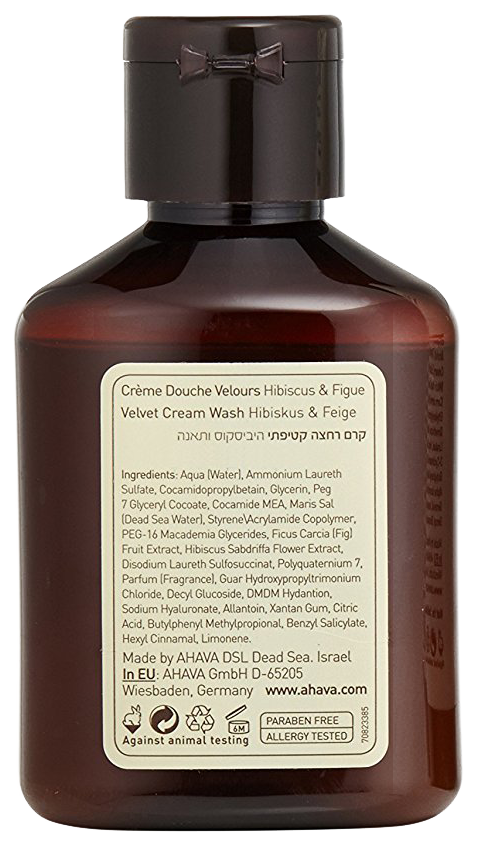 Crème Douche Velours Hibiscus & Figue
Velvet Cream Wash Hibiskus & Feige
קרם רחצה קטיפתי היביסקוס ותאנה
Ingredients: Aqua (Water), Ammonium Laureth
Sulfate, Cocamidopropylbetain, Glycerin, Peg
7 Glyceryl Cocoate, Cocamide MEA, Maris Sal
(Dead Sea Water), Styrene\Acrylamide Copolymer,
PEG-16 Macademia Glycerides, Ficus Carcia (Fig)
Fruit Extract, Hibiscus Sabdriffa Flower Extract,
Disodium Laureth Sulfosuccinat, Polyquaternium 7,
Parfum (Fragrance), Guar Hydroxypropyltrimonium
Chloride, Decyl Glucoside, DMDM Hydantion,
Sodium Hyaluronate, Allantoin, Xantan Gum, Citric
Acid, Butylphenyl Methylpropional, Benzyl Salicylate,
Hexyl Cinnamal, Limonene.
Made by AHAVA DSL Dead Sea. Israel
In EU: AHAVA GmbH D-65205
Wiesbaden, Germany www.ahava.com
6M
PARABEN FREE
ALLERGY TESTED
Against animal testing
70823385